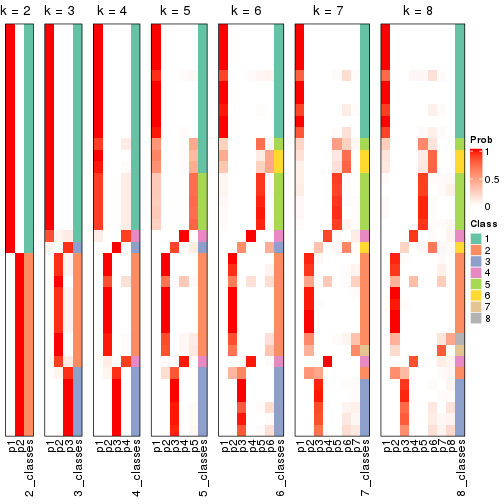 k = 2
k = 3
k = 4
k = 5
k = 6
k = 7
k = 8
Prob
1
0.5
0
Class
1
2
3
4
5
6
7
8
p1
p2
2_classes
p1
p2
p3
3_classes
p1
p2
p3
p4
4_classes
p1
p2
p3
p4
p5
5_classes
p1
p2
p3
p4
p5
p6
6_classes
p1
p2
p3
p4
p5
p6
p7
7_classes
p1
p2
p3
p4
p5
p6
p7
p8
8_classes